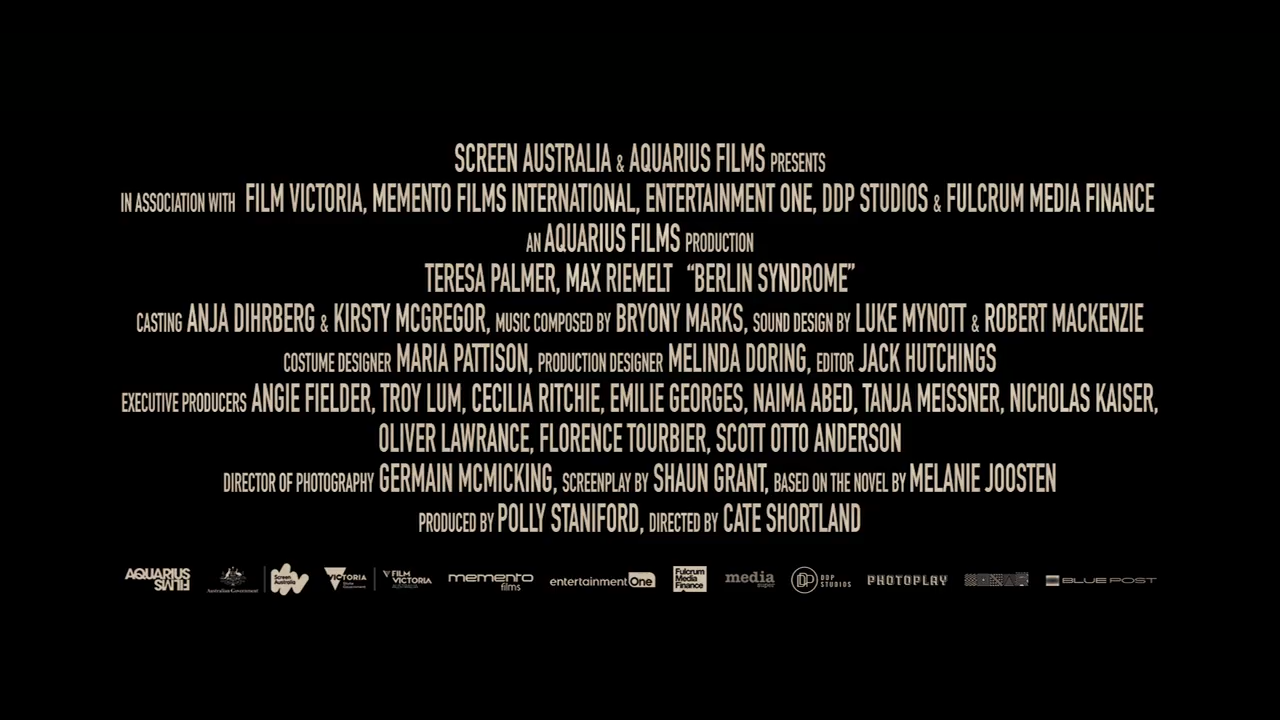 SCREEN AUSTRALIA & AQUARIUS FILMS PRESENTS
IN ASSOCIATION WITH FILM VICTORIA, MEMENTO FILMS INTERNATIONAL, ENTERTAINMENT ONE, DDP STUDIOS & FULCRUM MEDIA FINANCE
AN AQUARIUS FILMS PRODUCTION
TERESA PALMER, MAX RIEMELT “BERLIN SYNDROME”
CASTING ANJA DIHRBERG & KIRSTY MCGREGOR, MUSIC COMPOSED BY BRYONY MARKS, SOUND DESIGN BY LUKE MYNOTT & ROBERT MACKENZIE
COSTUME DESIGNER MARIA PATTISON, PRODUCTION DESIGNER MELINDA DORING, EDITOR JACK HUTCHINGS
EXECUTIVE PRODUCERS ANGIE FIELDER, TROY LUM, CECILIA RITCHIE, EMILIE GEORGES, NAIMA ABED, TANJA MEISSNER, NICHOLAS KAISER,
OLIVER LAWRANCE, FLORENCE TOURBIER, SCOTT OTTO ANDERSON
DIRECTOR OF PHOTOGRAPHY GERMAIN MCMICKING, SCREENPLAY BY SHAUN GRANT, BASED ON THE NOVEL BY MELANIE JOOSTEN
PRODUCED BY POLLY STANIFORD, DIRECTED BY CATE SHORTLAND
AQUARIUS FILMS Australian Government Screen Australia VICTORIA State Government FILM VICTORIA AUSTRALIA memento films entertainment One Fulcrum Media Finance media super DDP STUDIOS PHOTOPLAY BLUE POST